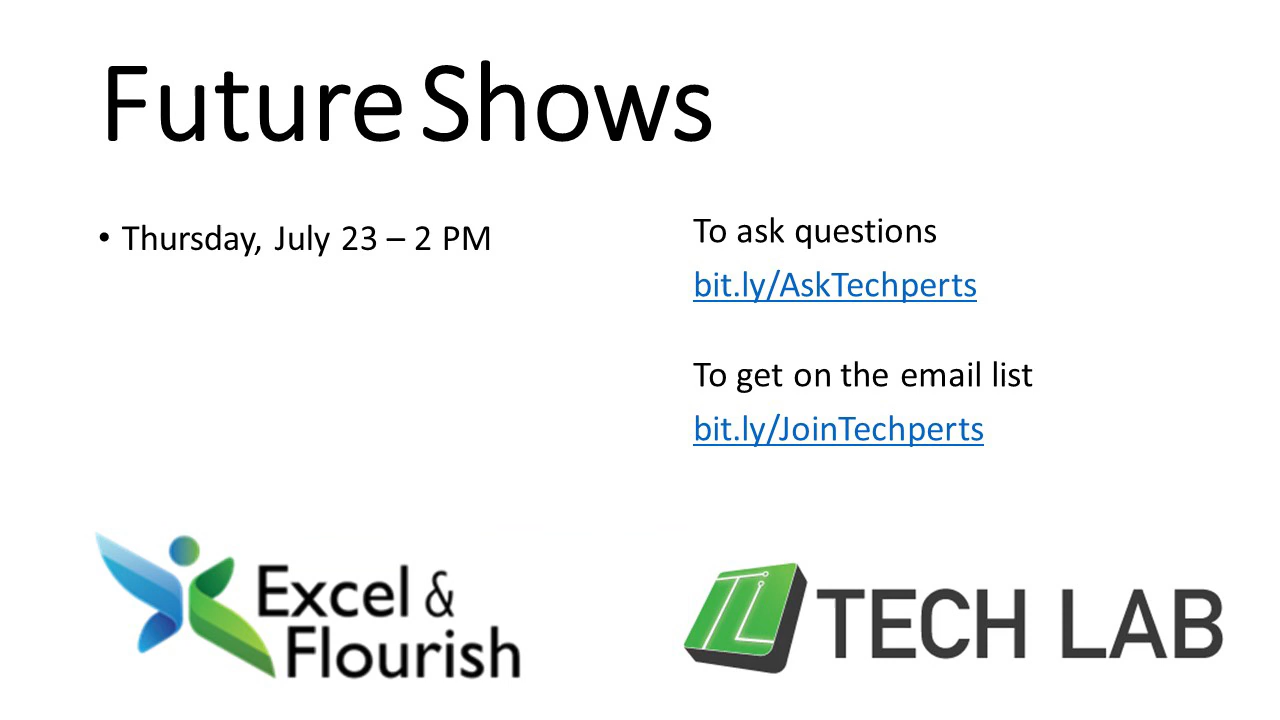 Future Shows
• Thursday, July 23 – 2 PM
To ask questions
bit.ly/AskTechperts
To get on the email list
bit.ly/JoinTechperts
Excel &
Flourish
TL TECH LAB